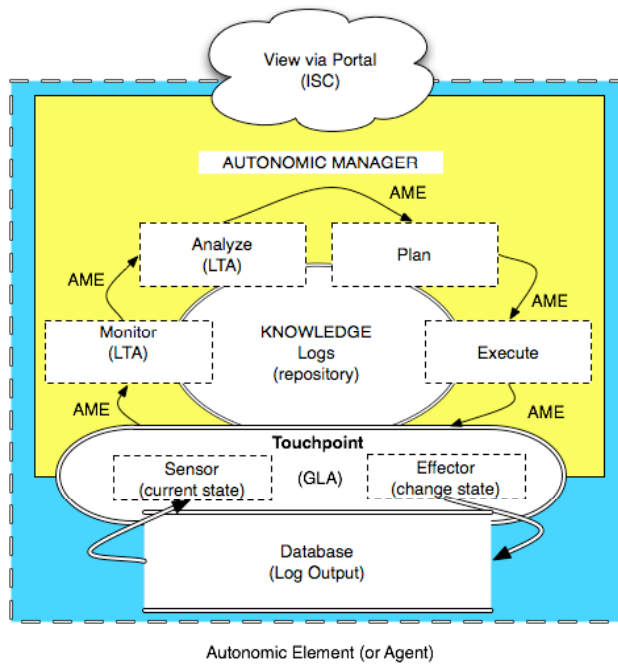 View via Portal
(ISC)
AUTONOMIC MANAGER
AME
Analyze
(LTA)
Plan
AME
AME
Monitor
(LTA)
KNOWLEDGE
Logs
(repository)
Execute
AME
AME
Touchpoint
Sensor
(current state)
(GLA)
Effector
(change state)
Database
(Log Output)
Autonomic Element (or Agent)